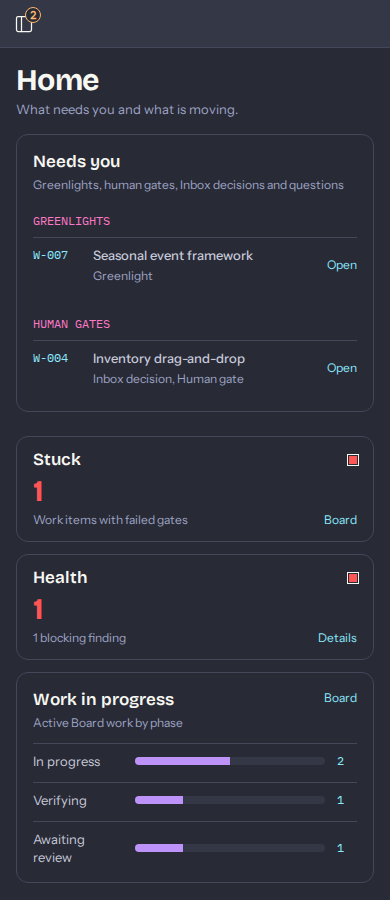 2
Home
What needs you and what is moving.
Needs you
Greenlights, human gates, Inbox decisions and questions
GREENLIGHTS
W-007 Seasonal event framework
Greenlight
Open
HUMAN GATES
W-004 Inventory drag-and-drop
Inbox decision, Human gate
Open
Stuck
1
Work items with failed gates Board
Health
1
1 blocking finding Details
Work in progress Board
Active Board work by phase
In progress 2
Verifying 1
Awaiting
review 1